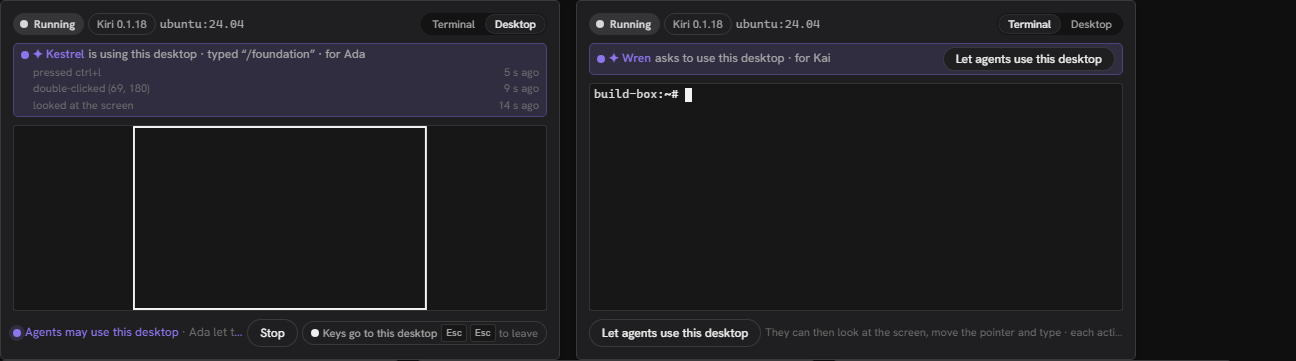 Running Kiri 0.1.18 ubuntu:24.04 Terminal Desktop
✦ Kestrel is using this desktop · typed “/foundation” · for Ada
pressed ctrl+l 5 s ago
double-clicked (69, 180) 9 s ago
looked at the screen 14 s ago
Agents may use this desktop · Ada let t… Stop Keys go to this desktop Esc Esc to leave
Running Kiri 0.1.18 ubuntu:24.04 Terminal Desktop
✦ Wren asks to use this desktop · for Kai Let agents use this desktop
build-box:~#
Let agents use this desktop They can then look at the screen, move the pointer and type · each acti…